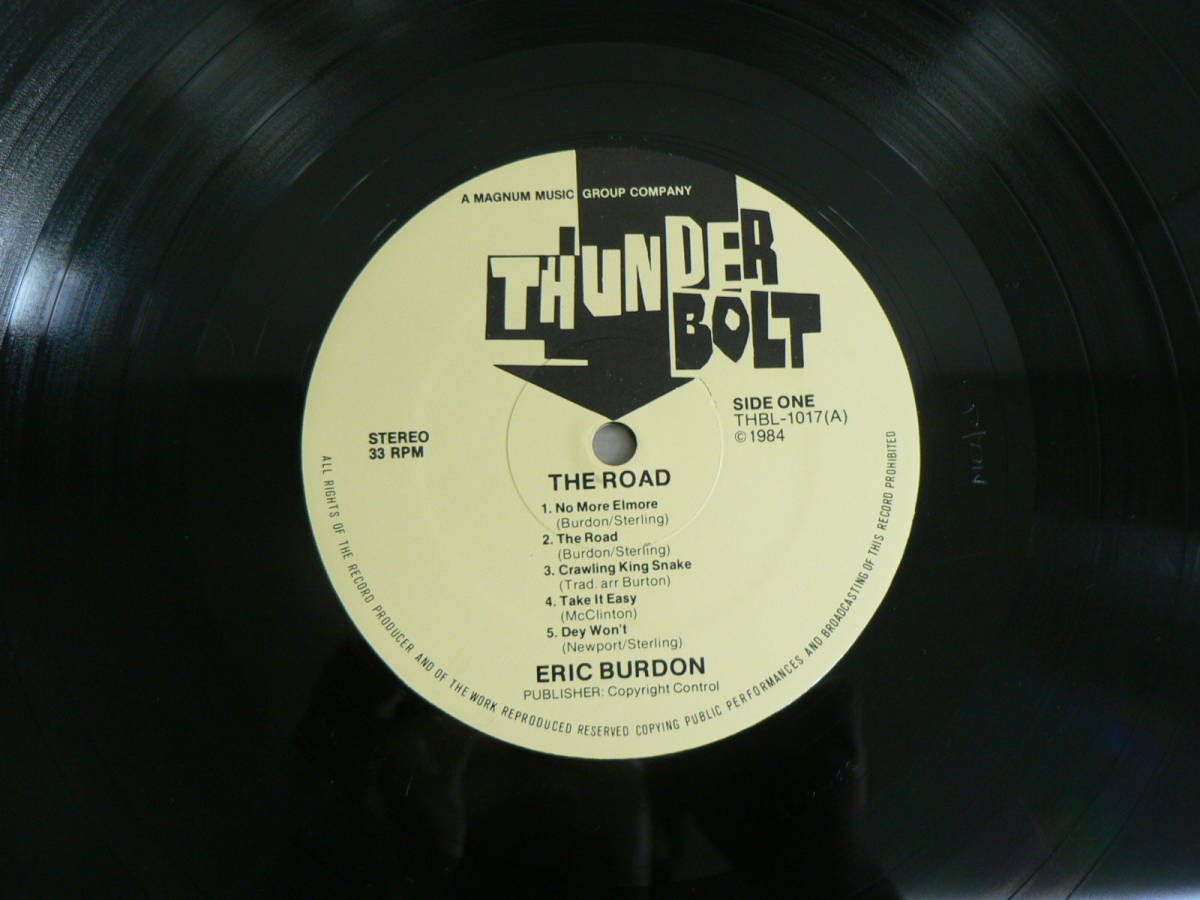 A MAGNUM MUSIC GROUP COMPANY
THUNDER
BOLT
SIDE ONE
THBL-1017(A)
© 1984
STEREO
33 RPM
THE ROAD
1. No More Elmore
(Burdon/Sterling)
2. The Road
(Burdon/Sterling)
3. Crawling King Snake
(Trad. arr Burton)
4. Take It Easy
(McClinton)
5. Dey Won't
(Newport/Sterling)
ERIC BURDON
PUBLISHER: Copyright Control
ALL RIGHTS OF THE RECORD PRODUCER AND OF THE WORK REPRODUCED RESERVED COPYING PUBLIC PERFORMANCES AND BROADCASTING OF THIS RECORD PROHIBITED